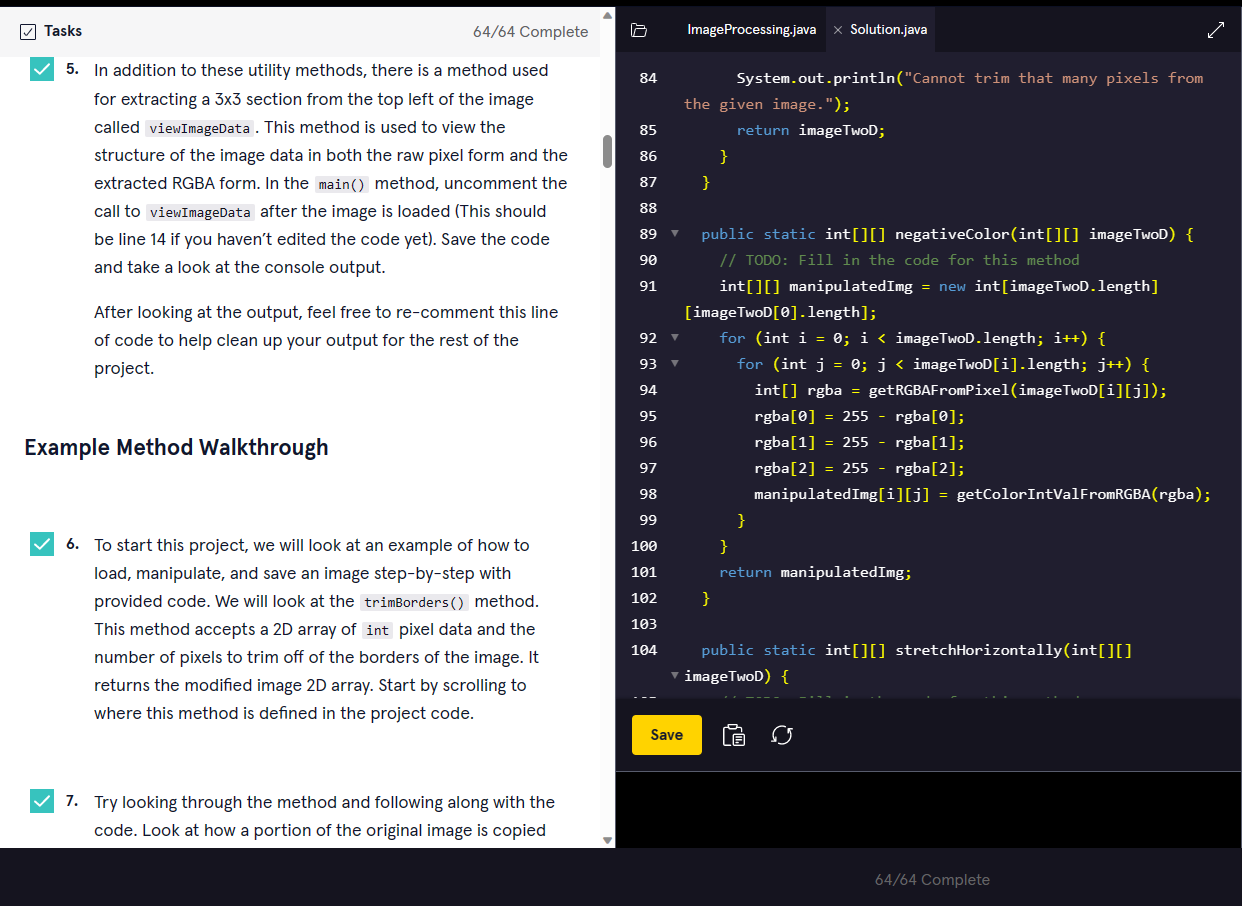 Tasks
64/64 Complete
5. In addition to these utility methods, there is a method used
for extracting a 3x3 section from the top left of the image
called viewImageData. This method is used to view the
structure of the image data in both the raw pixel form and the
extracted RGBA form. In the main() method, uncomment the
call to viewImageData after the image is loaded (This should
be line 14 if you haven’t edited the code yet). Save the code
and take a look at the console output.
After looking at the output, feel free to re-comment this line
of code to help clean up your output for the rest of the
project.
Example Method Walkthrough
6. To start this project, we will look at an example of how to
load, manipulate, and save an image step-by-step with
provided code. We will look at the trimBorders() method.
This method accepts a 2D array of int pixel data and the
number of pixels to trim off of the borders of the image. It
returns the modified image 2D array. Start by scrolling to
where this method is defined in the project code.
7. Try looking through the method and following along with the
code. Look at how a portion of the original image is copied
ImageProcessing.java
Solution.java
84 System.out.println("Cannot trim that many pixels from
the given image.");
85 return imageTwoD;
86 }
87 }
88
89 public static int[][] negativeColor(int[][] imageTwoD) {
90 // TODO: Fill in the code for this method
91 int[][] manipulatedImg = new int[imageTwoD.length]
[imageTwoD[0].length];
92 for (int i = 0; i < imageTwoD.length; i++) {
93 for (int j = 0; j < imageTwoD[i].length; j++) {
94 int[] rgba = getRGBAFromPixel(imageTwoD[i][j]);
95 rgba[0] = 255 - rgba[0];
96 rgba[1] = 255 - rgba[1];
97 rgba[2] = 255 - rgba[2];
98 manipulatedImg[i][j] = getColorIntValFromRGBA(rgba);
99 }
100 }
101 return manipulatedImg;
102 }
103
104 public static int[][] stretchHorizontally(int[][]
imageTwoD) {
Save
64/64 Complete